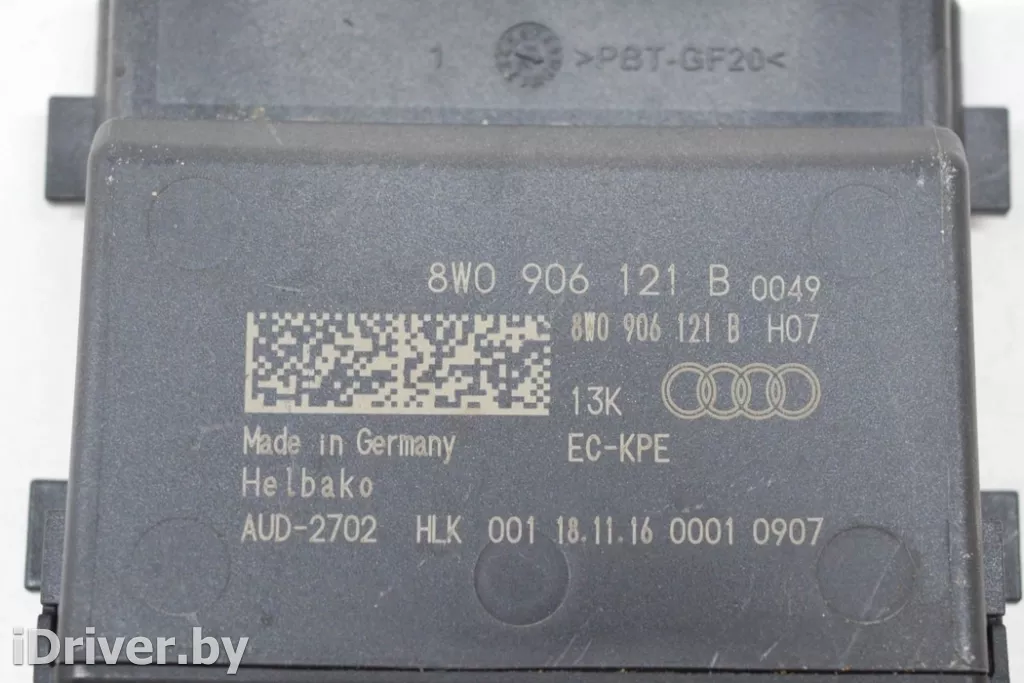 1 >PBT-GF20<
8W0 906 121 B 0049
8W0 906 121 B H07
13K
EC-KPE
Made in Germany
Helbako
AUD-2702 HLK 001 18.11.16 0001 0907
iDriver.by